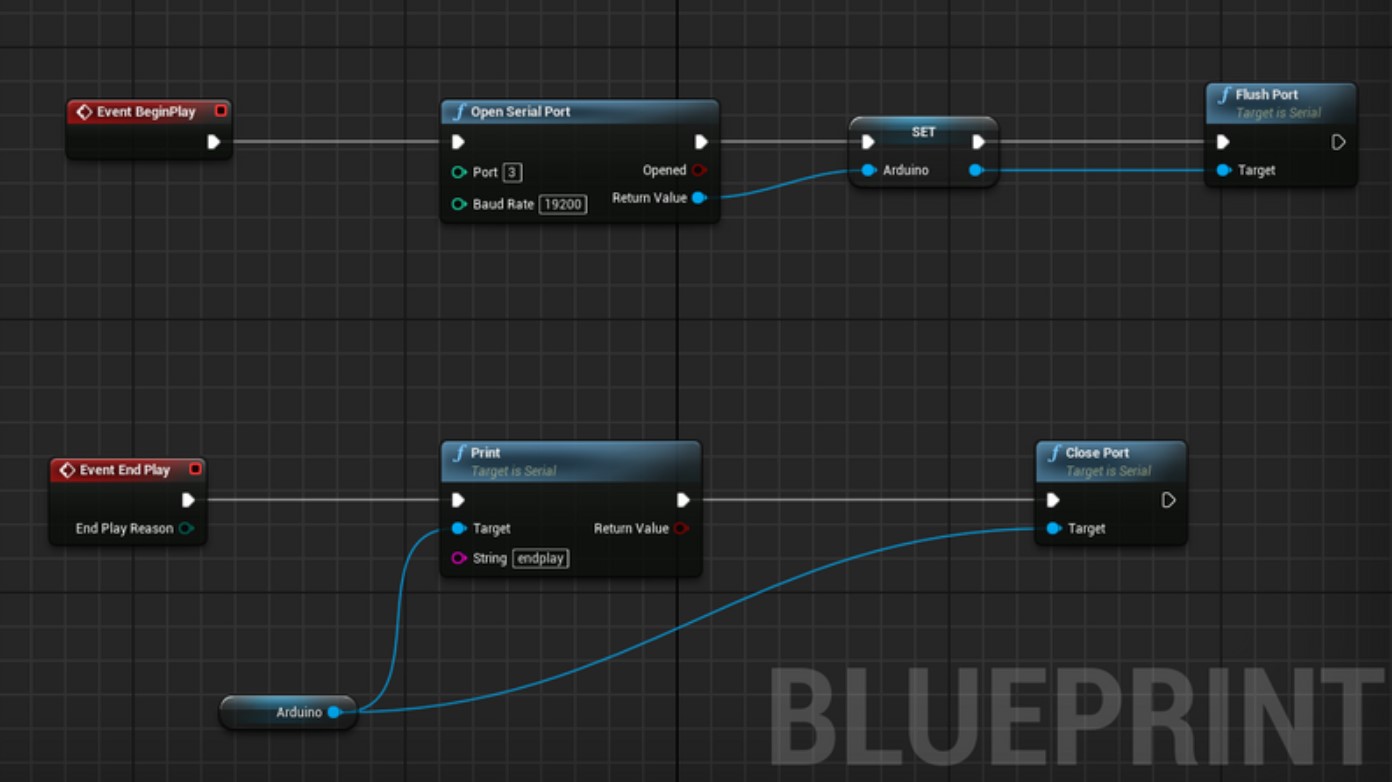 Event BeginPlay
Open Serial Port
Port 3
Opened
Baud Rate 19200
Return Value
SET
Arduino
Flush Port
Target is Serial
Target
Event End Play
End Play Reason
Print
Target is Serial
Target
Return Value
String endplay
Close Port
Target is Serial
Target
Arduino
BLUEPRINT